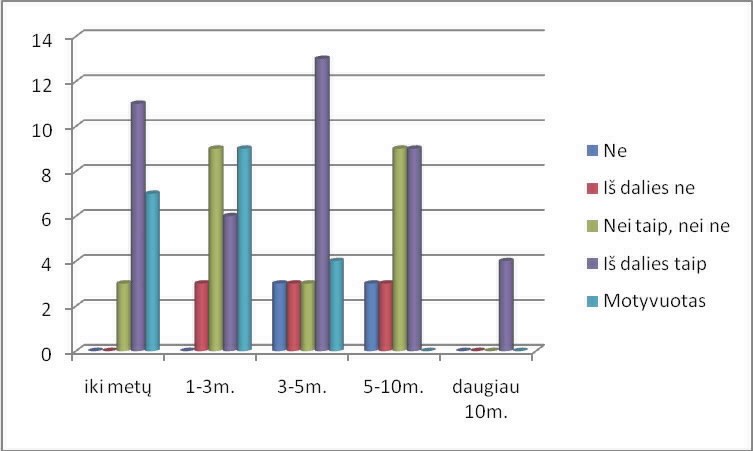 14
12
10
8
6
4
2
0
iki metų
1-3m.
3-5m.
5-10m.
daugiau
10m.
Ne
Iš dalies ne
Nei taip, nei ne
Iš dalies taip
Motyvuotas